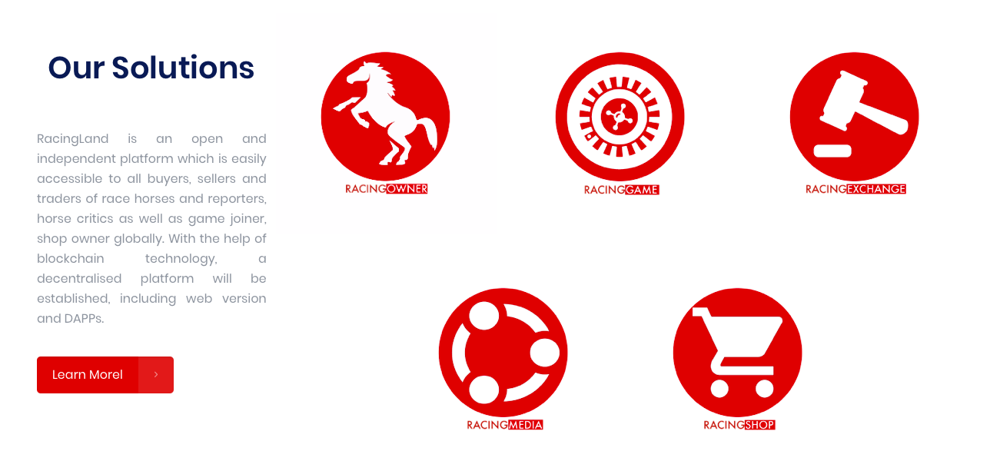 Our Solutions
RacingLand is an open and
independent platform which is easily
accessible to all buyers, sellers and
traders of race horses and reporters,
horse critics as well as game joiner,
shop owner globally. With the help of
blockchain technology, a
decentralised platform will be
established, including web version
and DAPPs.
Learn More!
RACINGOWNER
RACINGGAME
RACINGEXCHANGE
RACINGMEDIA
RACINGSHOP